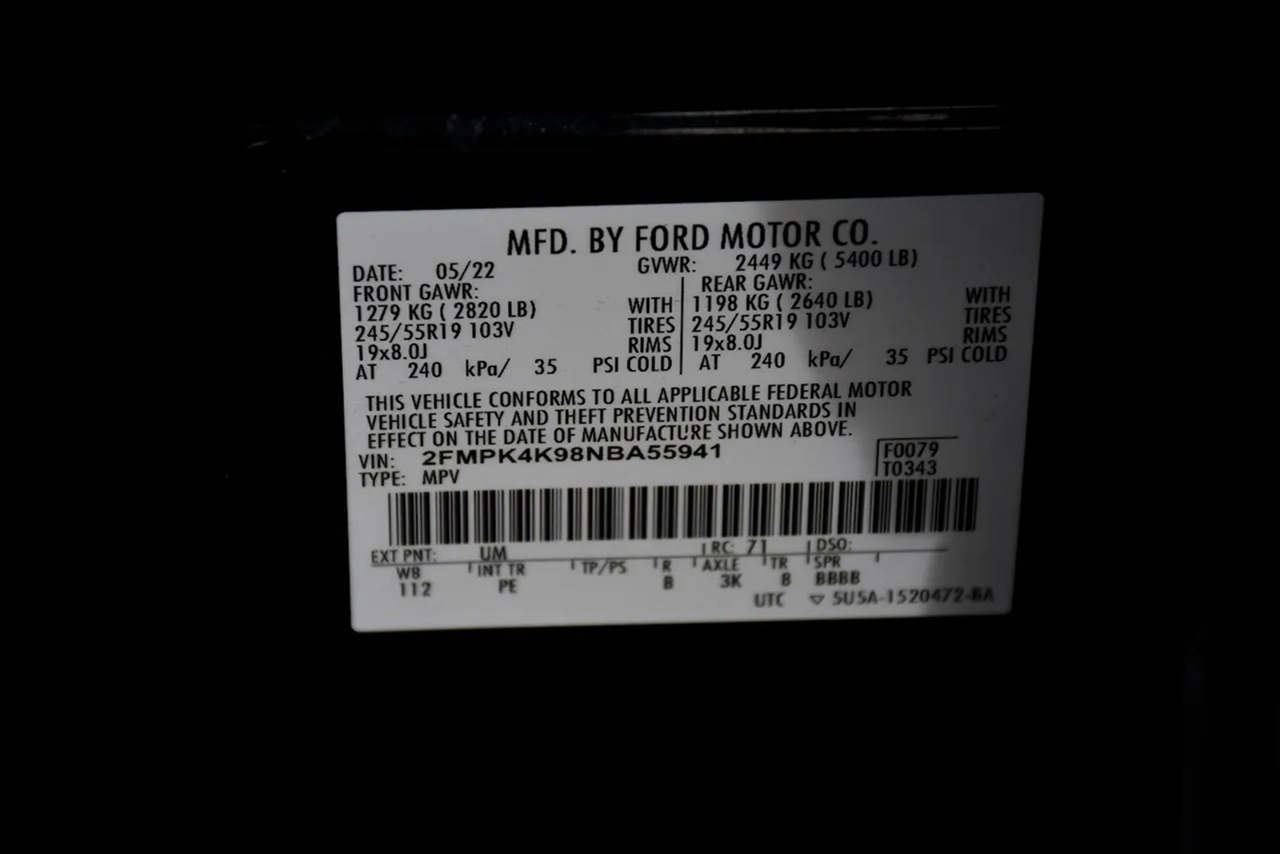 MFD. BY FORD MOTOR CO.
DATE: 05/22 GVWR: 2449 KG ( 5400 LB)
FRONT GAWR: REAR GAWR:
1279 KG ( 2820 LB) WITH 1198 KG ( 2640 LB) WITH
245/55R19 103V TIRES 245/55R19 103V TIRES
19x8.0J RIMS 19x8.0J RIMS
AT 240 kPa/ 35 PSI COLD AT 240 kPa/ 35 PSI COLD
THIS VEHICLE CONFORMS TO ALL APPLICABLE FEDERAL MOTOR
VEHICLE SAFETY AND THEFT PREVENTION STANDARDS IN
EFFECT ON THE DATE OF MANUFACTURE SHOWN ABOVE.
VIN: 2FMPK4K98NBA55941 F0079
TYPE: MPV T0343
EXT PNT: UM RC: 71 DSO:
WB INT TR TP/PS R AXLE TR SPR
112 PE B 3K 8 BBBB
UTC ▽ 5U5A-1520472-BA